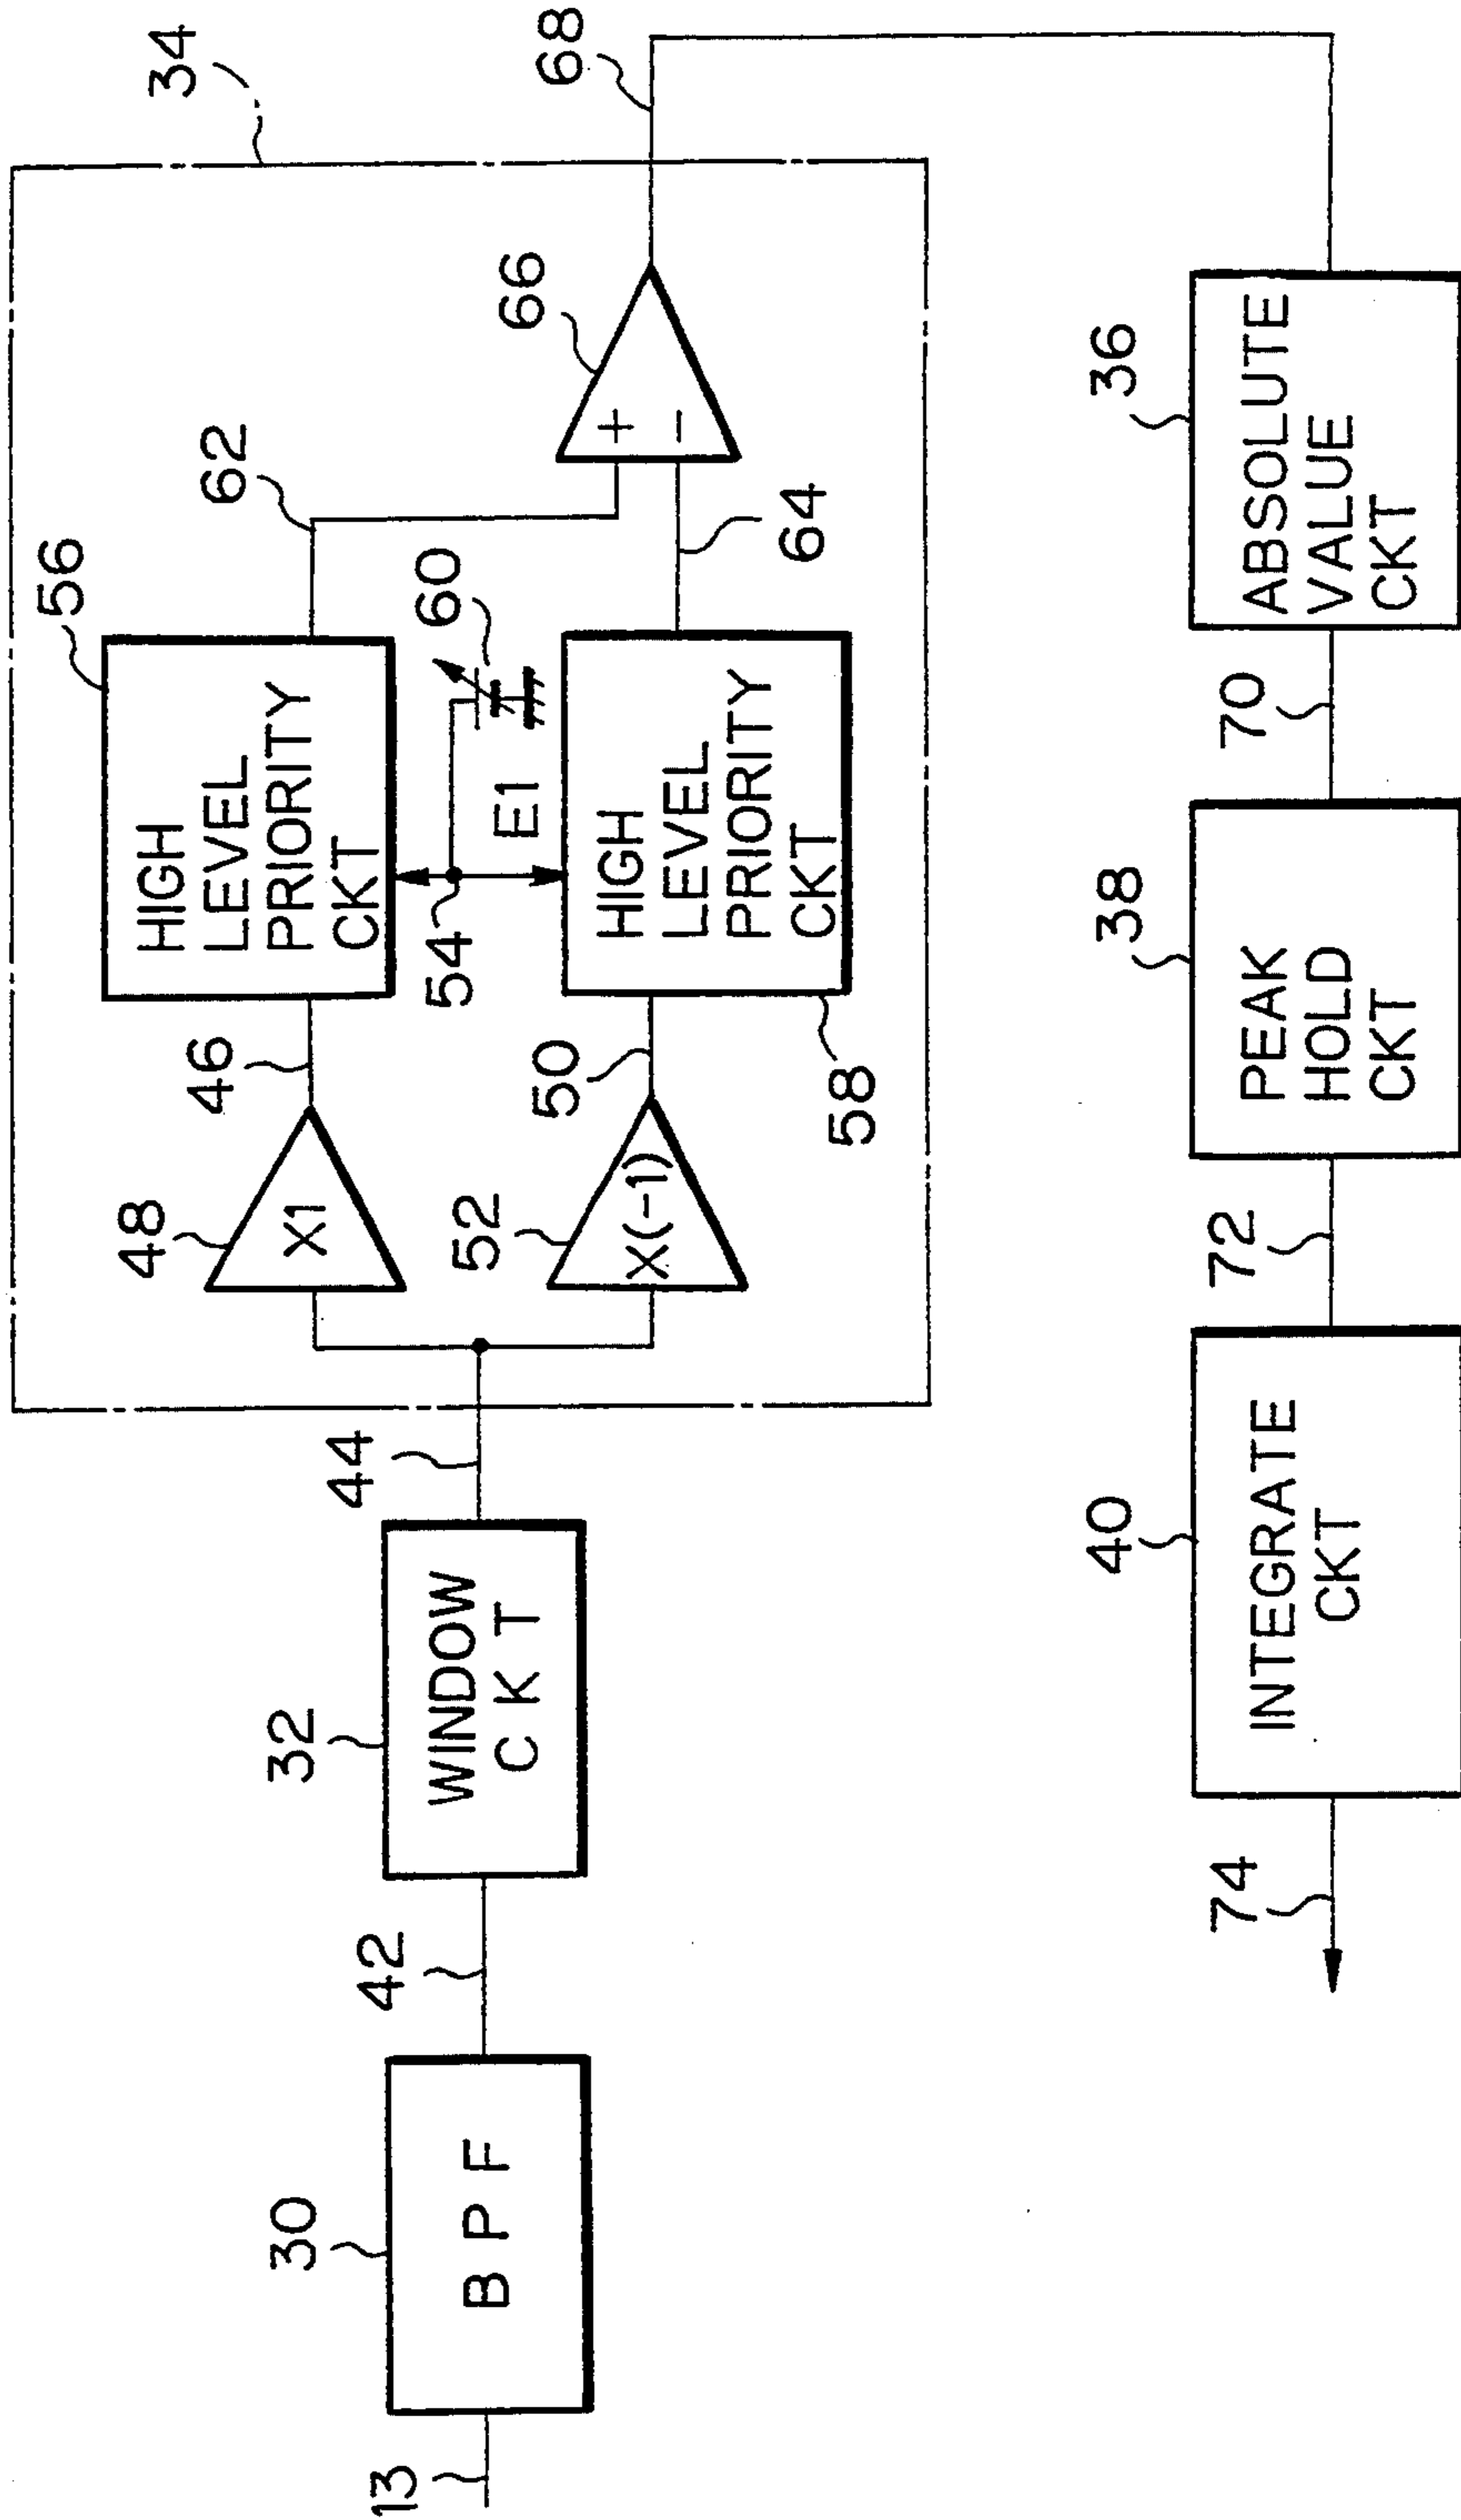 34
56
62
48
46
HIGH
LEVEL
PRIORITY
CKT
X1
66
68
54
60
E1
+
-
44
52
50
X(-1)
HIGH
LEVEL
PRIORITY
CKT
64
58
13
30
B P F
42
32
WINDOW
C K T
74
40
INTEGRATE
CKT
72
38
PEAK
HOLD
CKT
70
36
ABSOLUTE
VALUE
CKT